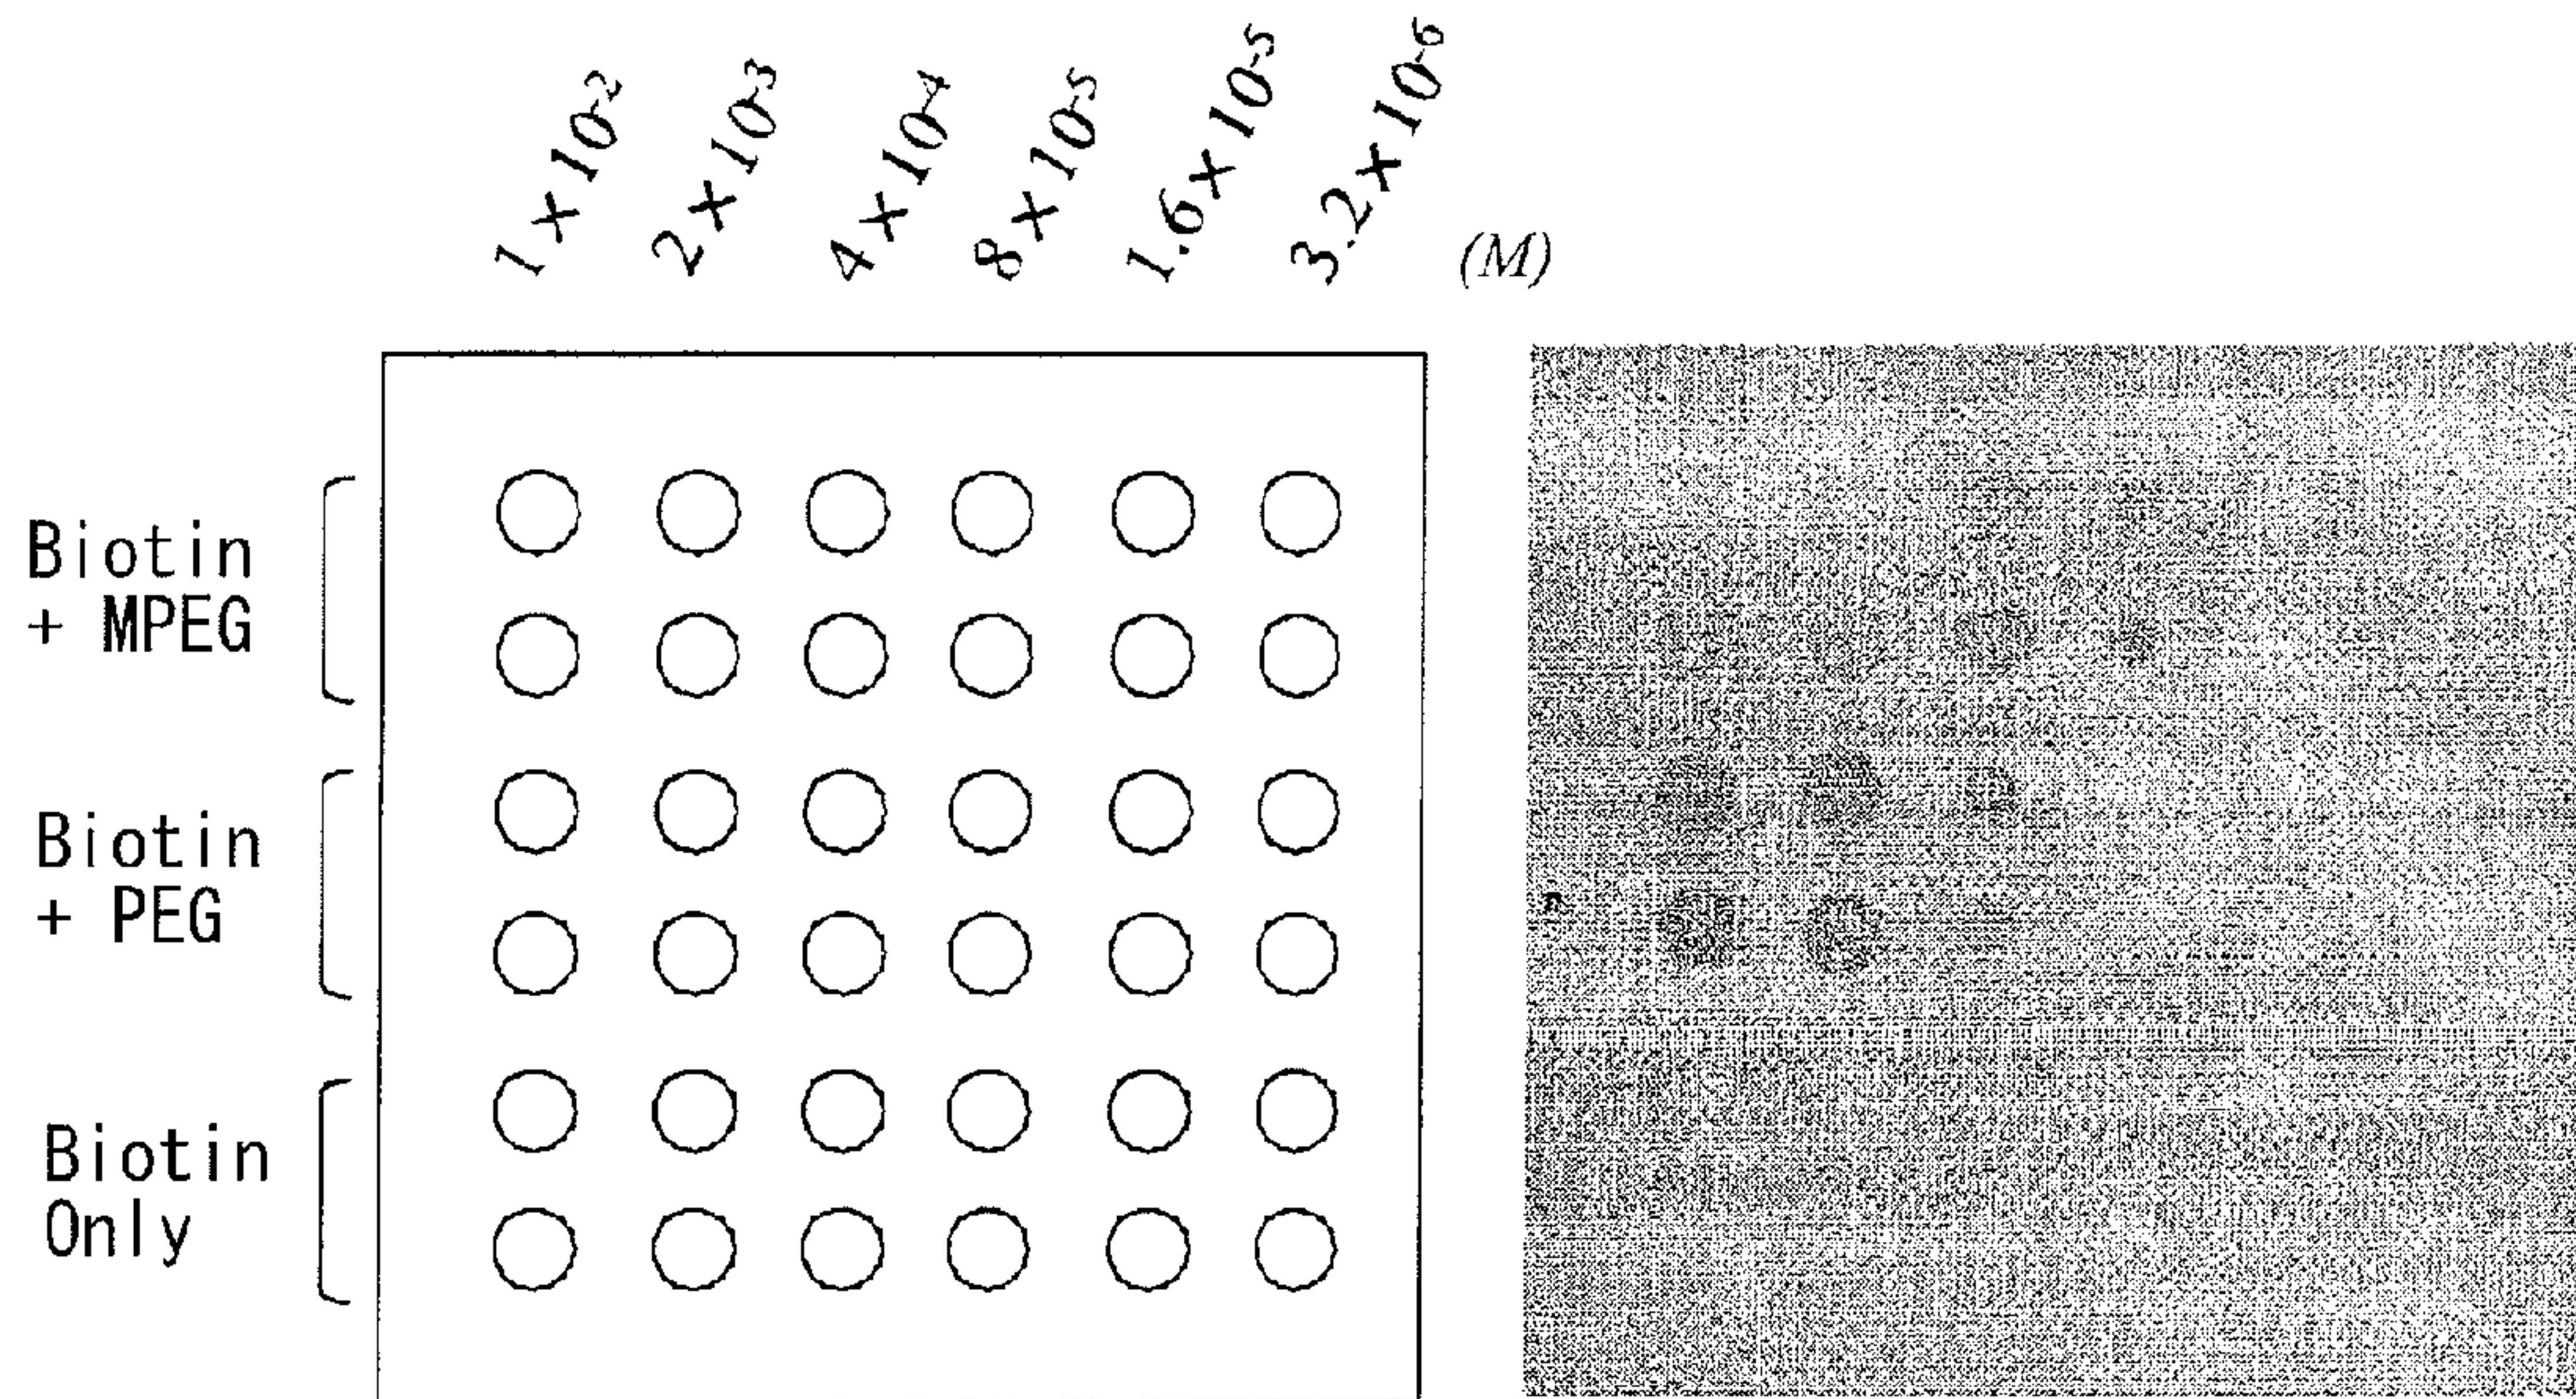 1 x 10-2 2 x 10-3 4 x 10-4 8 x 10-5 1.6 x 10-5 3.2 x 10-6 (M)
Biotin
+ MPEG
Biotin
+ PEG
Biotin
Only